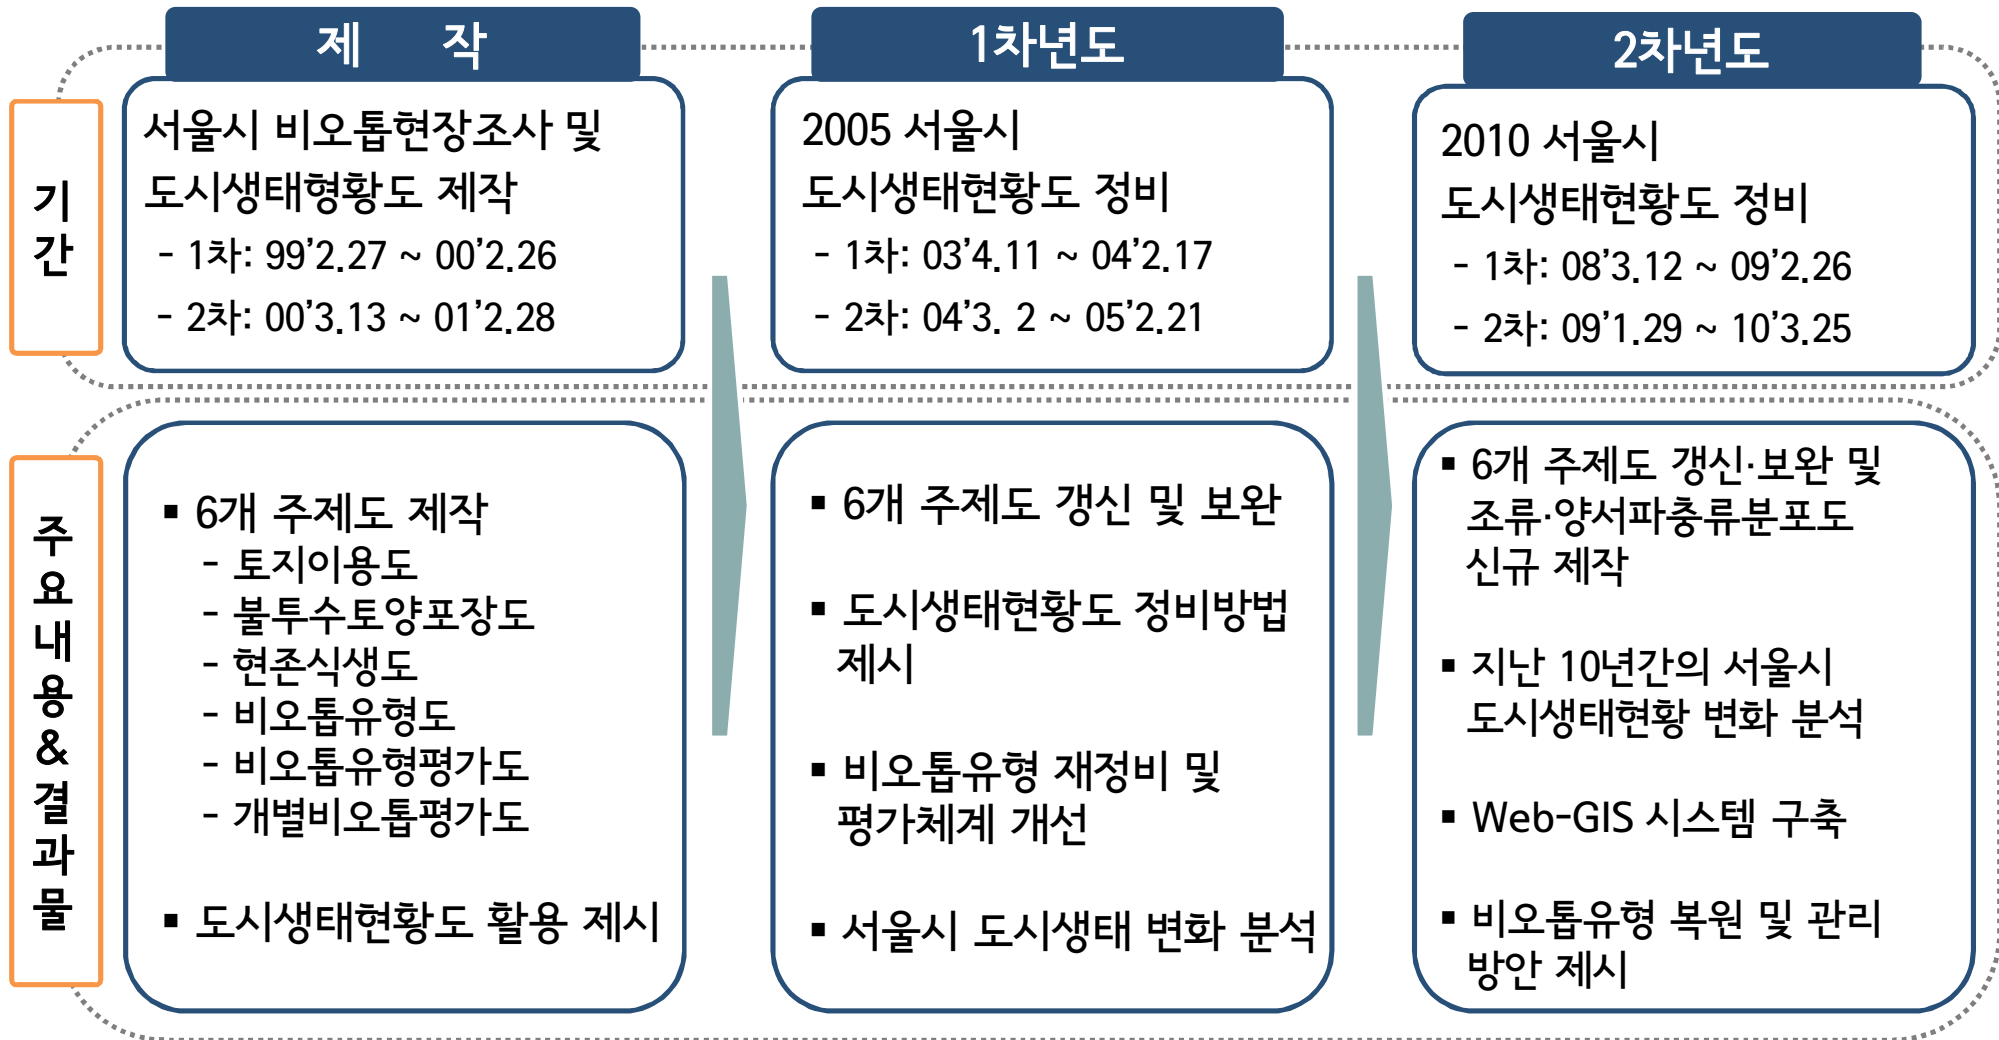 제 작
1차년도
2차년도
기간
서울시 비오톱현장조사 및
도시생태형황도 제작
- 1차: 99’2.27 ~ 00’2.26
- 2차: 00’3.13 ~ 01’2.28
2005 서울시
도시생태현황도 정비
- 1차: 03’4.11 ~ 04’2.17
- 2차: 04’3. 2 ~ 05’2.21
2010 서울시
도시생태현황도 정비
- 1차: 08’3.12 ~ 09’2.26
- 2차: 09’1.29 ~ 10’3.25
주요내용&결과물
▪ 6개 주제도 제작
- 토지이용도
- 불투수토양포장도
- 현존식생도
- 비오톱유형도
- 비오톱유형평가도
- 개별비오톱평가도
▪ 도시생태현황도 활용 제시
▪ 6개 주제도 갱신 및 보완
▪ 도시생태현황도 정비방법
제시
▪ 비오톱유형 재정비 및
평가체계 개선
▪ 서울시 도시생태 변화 분석
▪ 6개 주제도 갱신·보완 및
조류·양서파충류분포도
신규 제작
▪ 지난 10년간의 서울시
도시생태현황 변화 분석
▪ Web-GIS 시스템 구축
▪ 비오톱유형 복원 및 관리
방안 제시